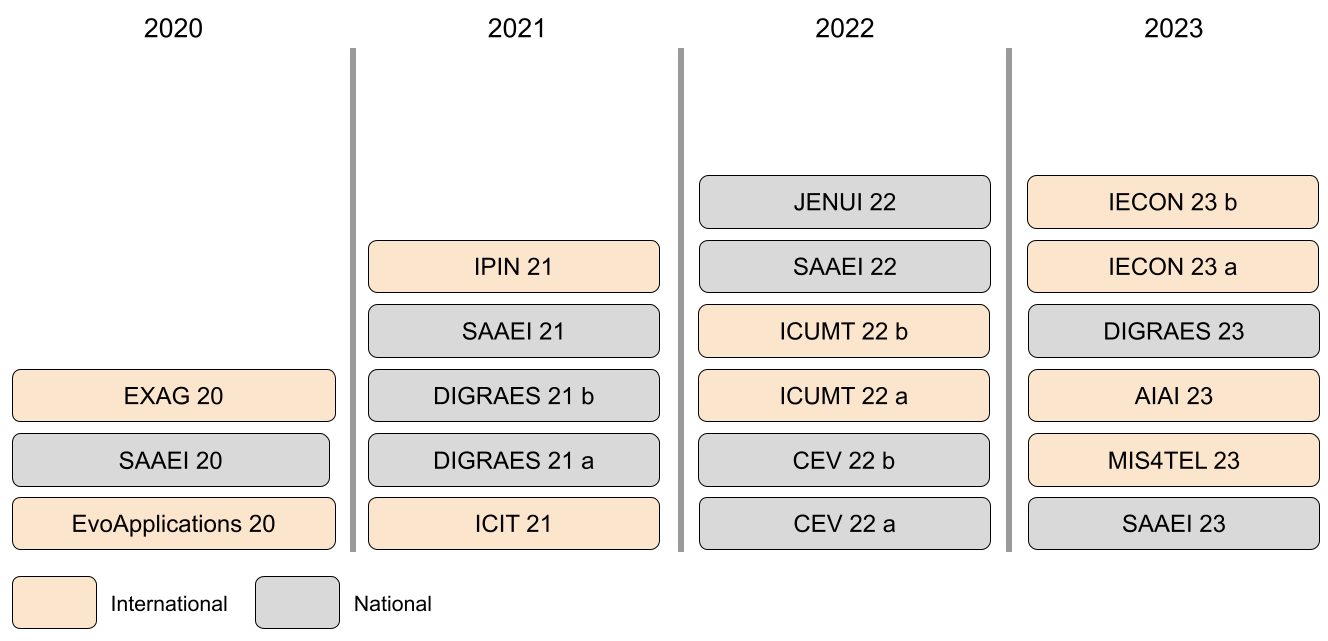 2020
2021
2022
2023
EXAG 20
SAAEI 20
EvoApplications 20
IPIN 21
SAAEI 21
DIGRAES 21 b
DIGRAES 21 a
ICIT 21
JENUI 22
SAAEI 22
ICUMT 22 b
ICUMT 22 a
CEV 22 b
CEV 22 a
IECON 23 b
IECON 23 a
DIGRAES 23
AIAI 23
MIS4TEL 23
SAAEI 23
International
National